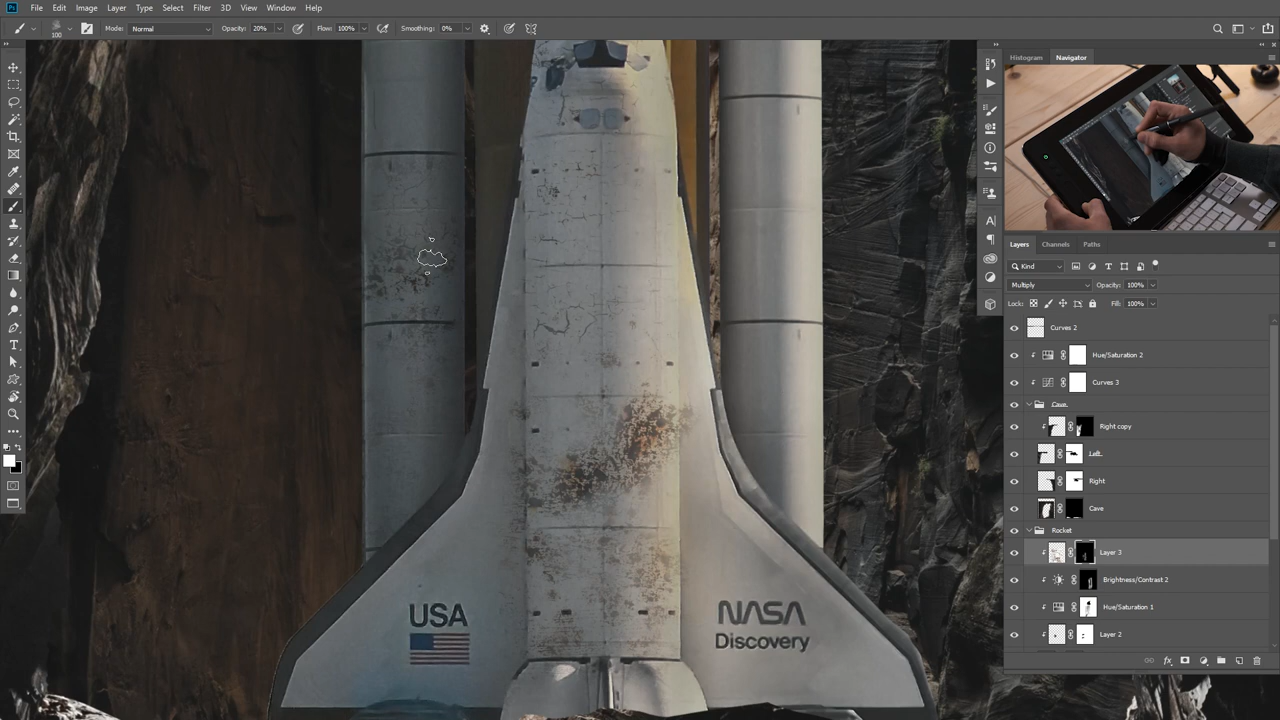 Ps File Edit Image Layer Type Select Filter 3D View Window Help
100 Mode: Normal Opacity: 20% Flow: 100% Smoothing: 0%
Histogram Navigator
Layers Channels Paths
Kind
Multiply Opacity: 100%
Lock: Fill: 100%
Curves 2
Hue/Saturation 2
Curves 3
Cave
Right copy
Left
Right
Cave
Rocket
Layer 3
Brightness/Contrast 2
Hue/Saturation 1
Layer 2
USA
NASA
Discovery